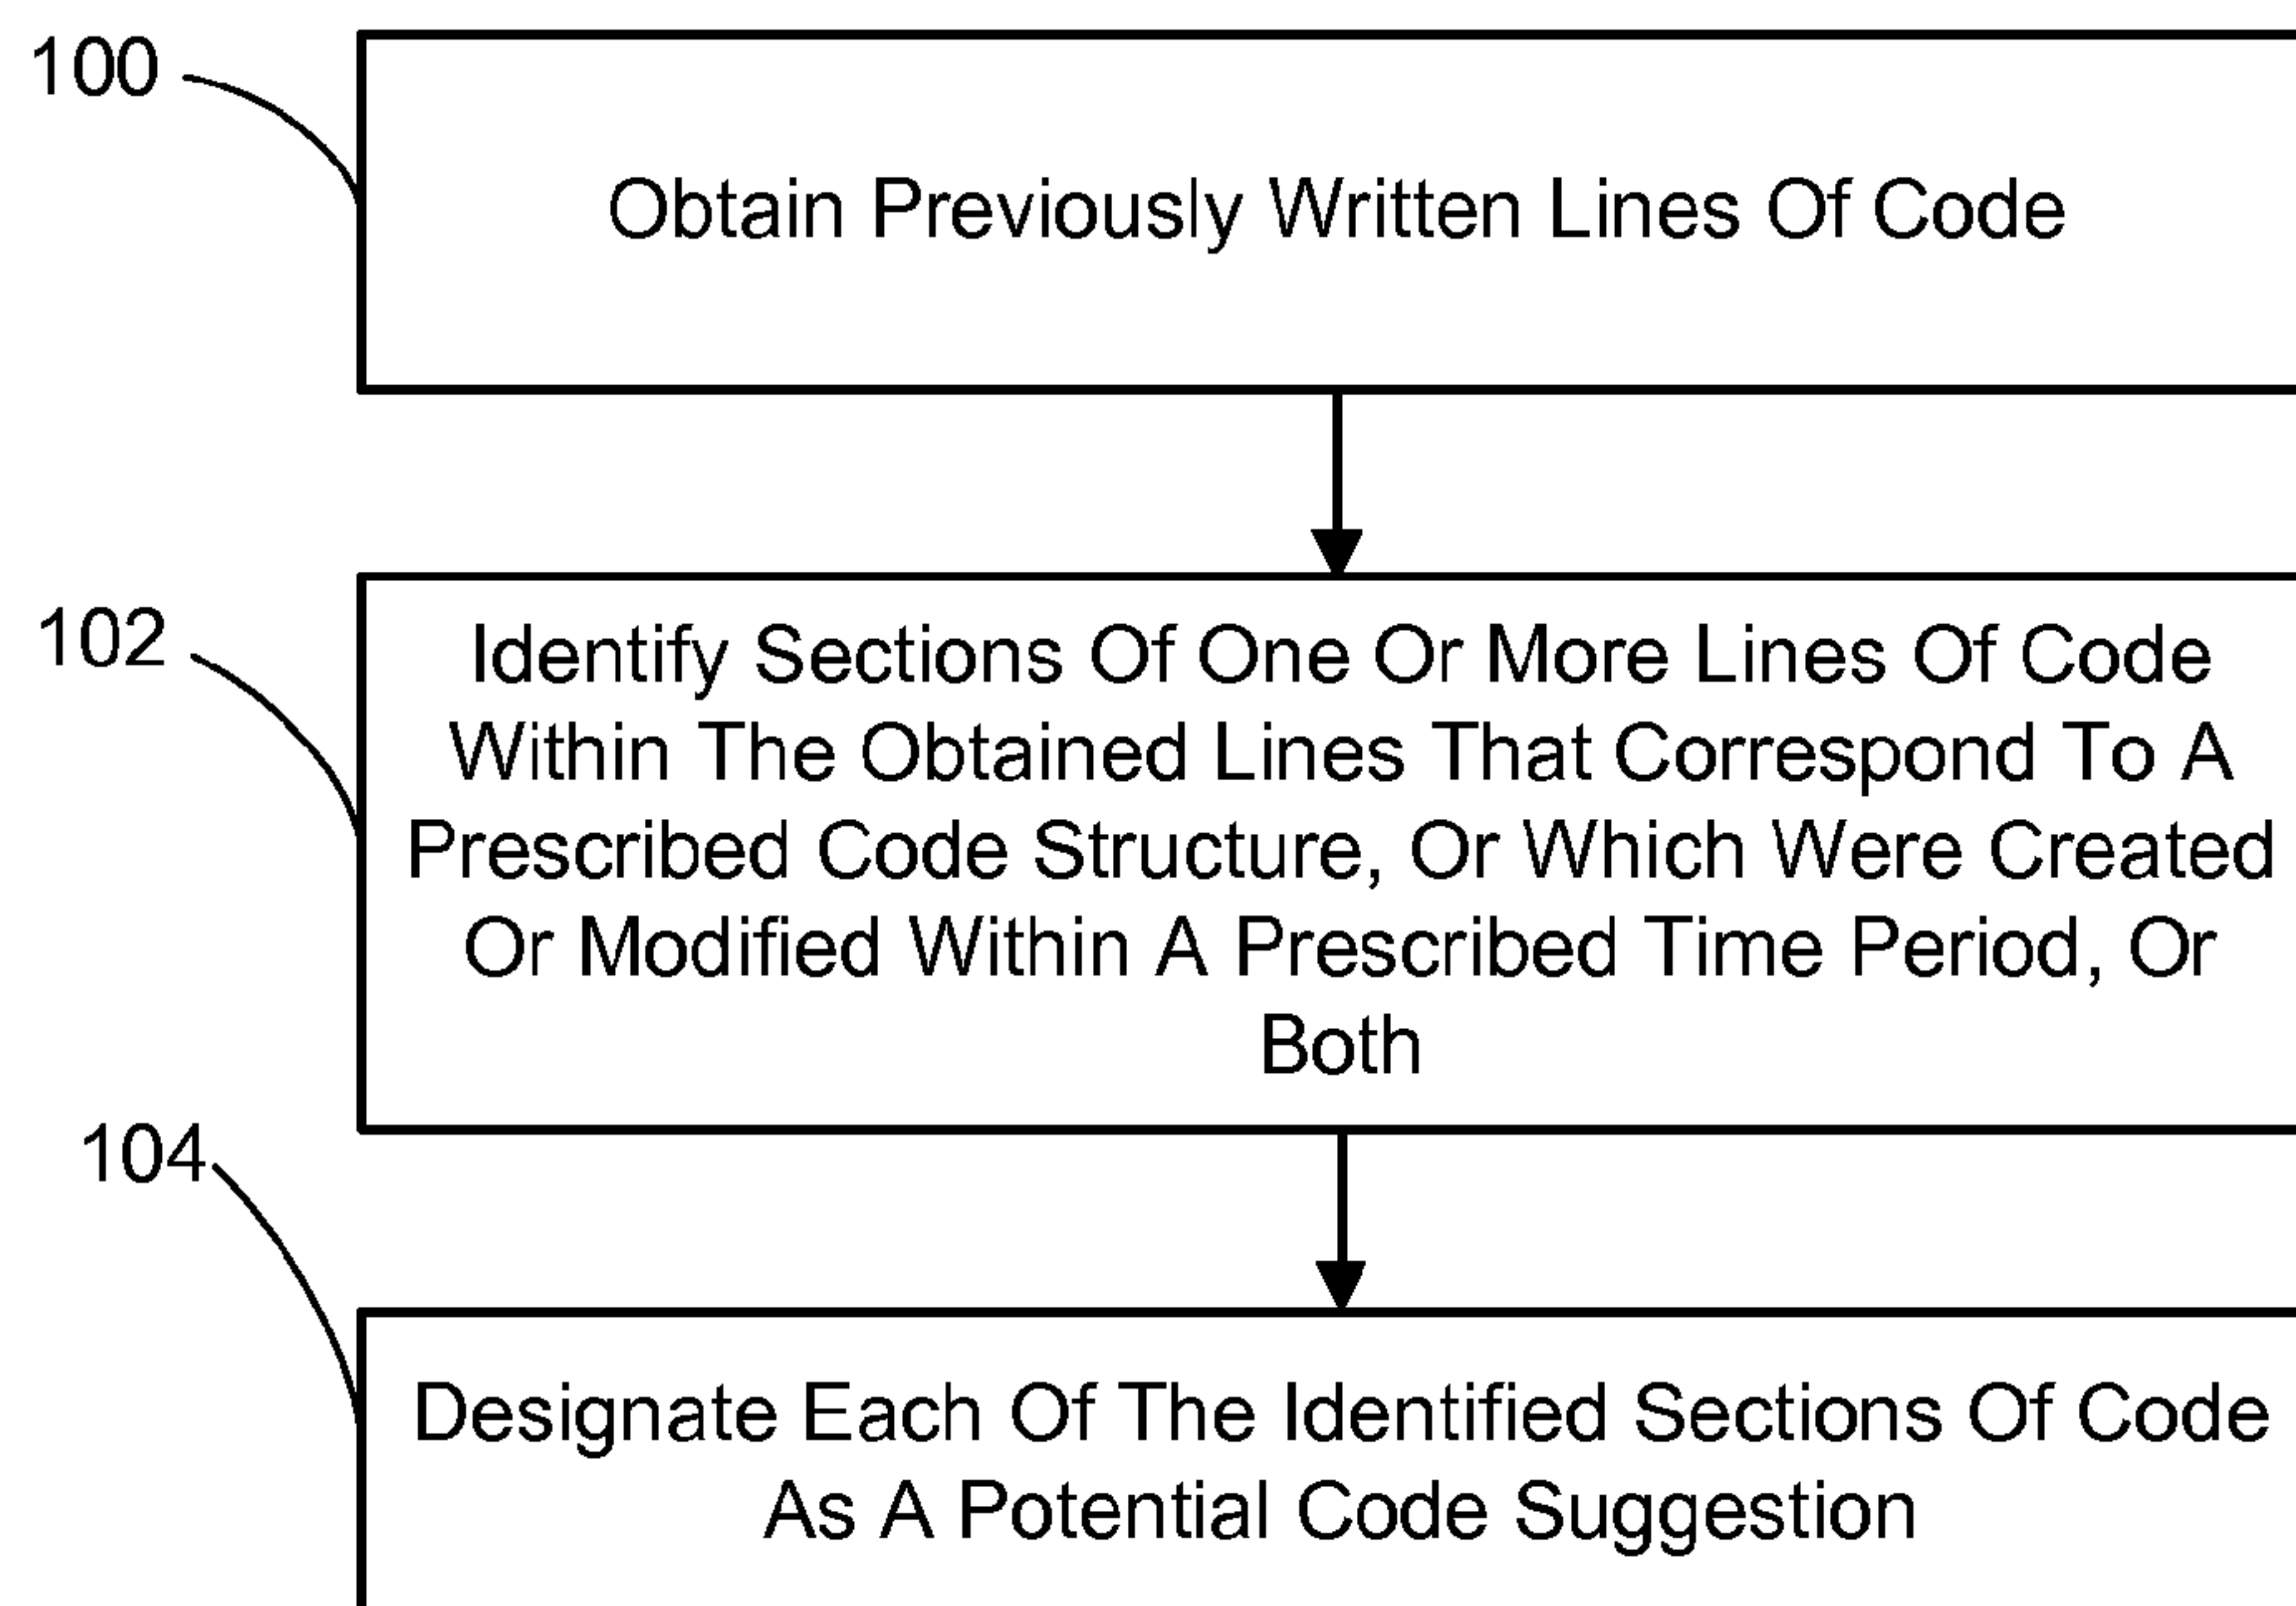 100
Obtain Previously Written Lines Of Code
102
Identify Sections Of One Or More Lines Of Code
Within The Obtained Lines That Correspond To A
Prescribed Code Structure, Or Which Were Created
Or Modified Within A Prescribed Time Period, Or
Both
104
Designate Each Of The Identified Sections Of Code
As A Potential Code Suggestion